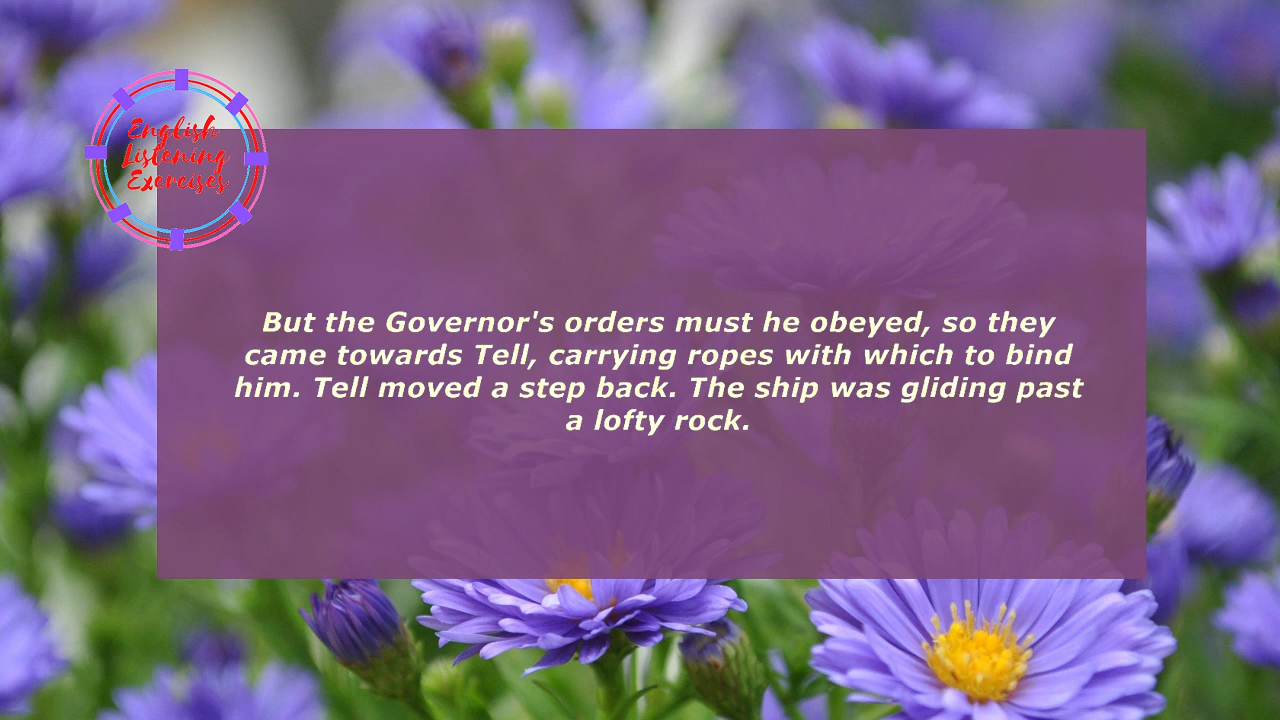 English
Listening
Exercises
But the Governor's orders must he obeyed, so they
came towards Tell, carrying ropes with which to bind
him. Tell moved a step back. The ship was gliding past
a lofty rock.